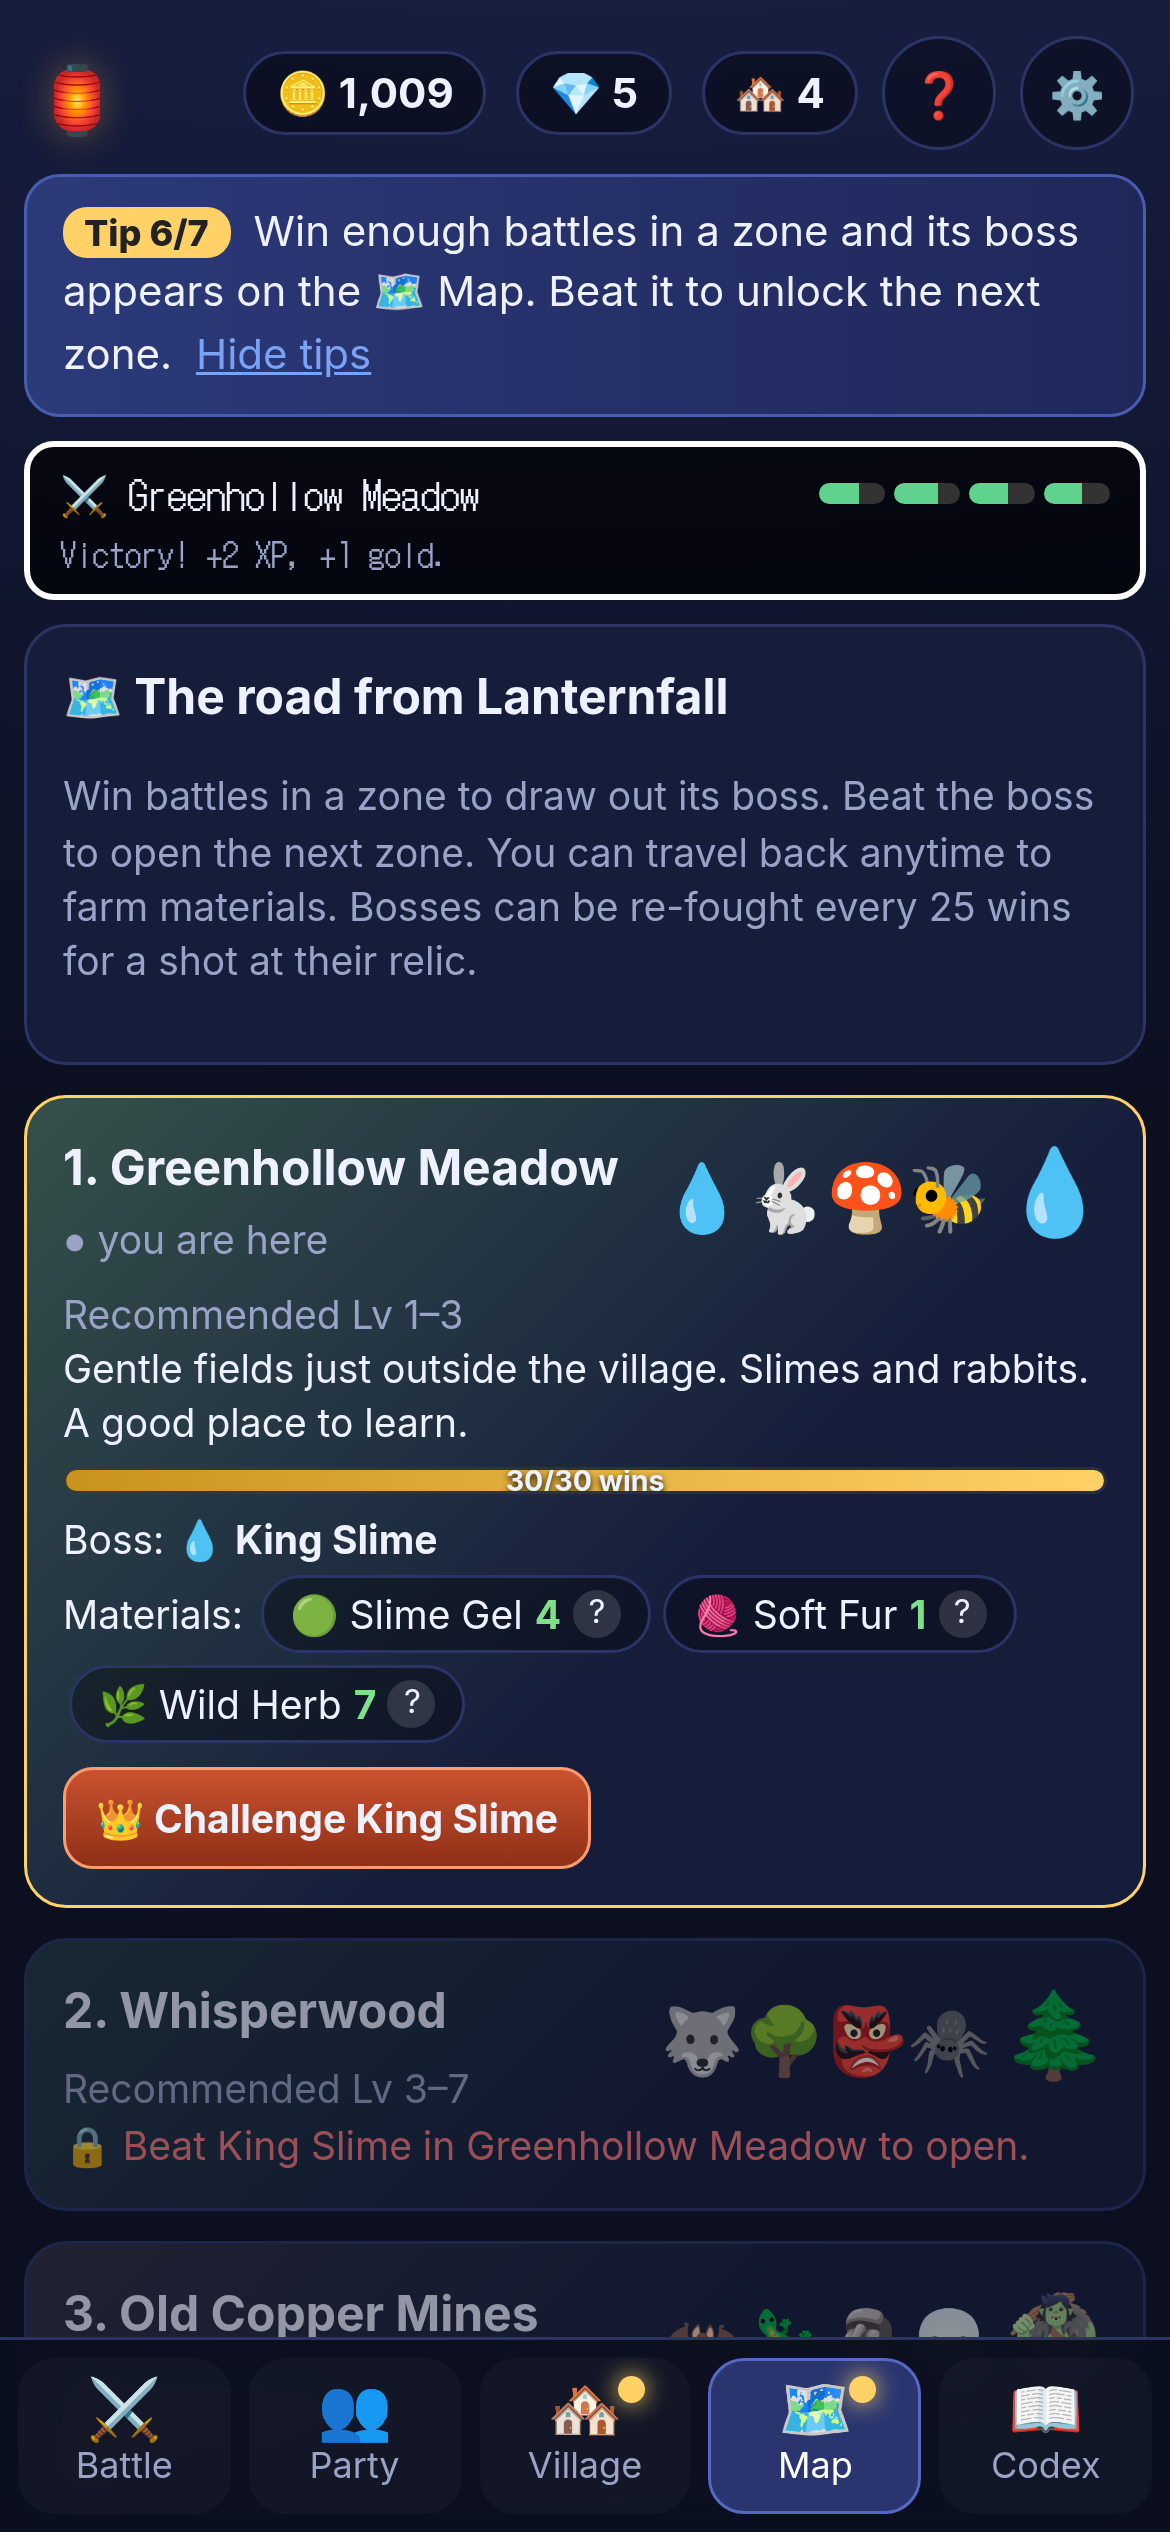 1,009
5
4
Tip 6/7 Win enough battles in a zone and its boss
appears on the Map. Beat it to unlock the next
zone. Hide tips
Greenhollow Meadow
Victory! +2 XP, +1 gold.
The road from Lanternfall
Win battles in a zone to draw out its boss. Beat the boss
to open the next zone. You can travel back anytime to
farm materials. Bosses can be re-fought every 25 wins
for a shot at their relic.
1. Greenhollow Meadow
● you are here
Recommended Lv 1–3
Gentle fields just outside the village. Slimes and rabbits.
A good place to learn.
30/30 wins
Boss: King Slime
Materials: Slime Gel 4 ? Soft Fur 1 ?
Wild Herb 7 ?
Challenge King Slime
2. Whisperwood
Recommended Lv 3–7
Beat King Slime in Greenhollow Meadow to open.
3. Old Copper Mines
Battle
Party
Village
Map
Codex